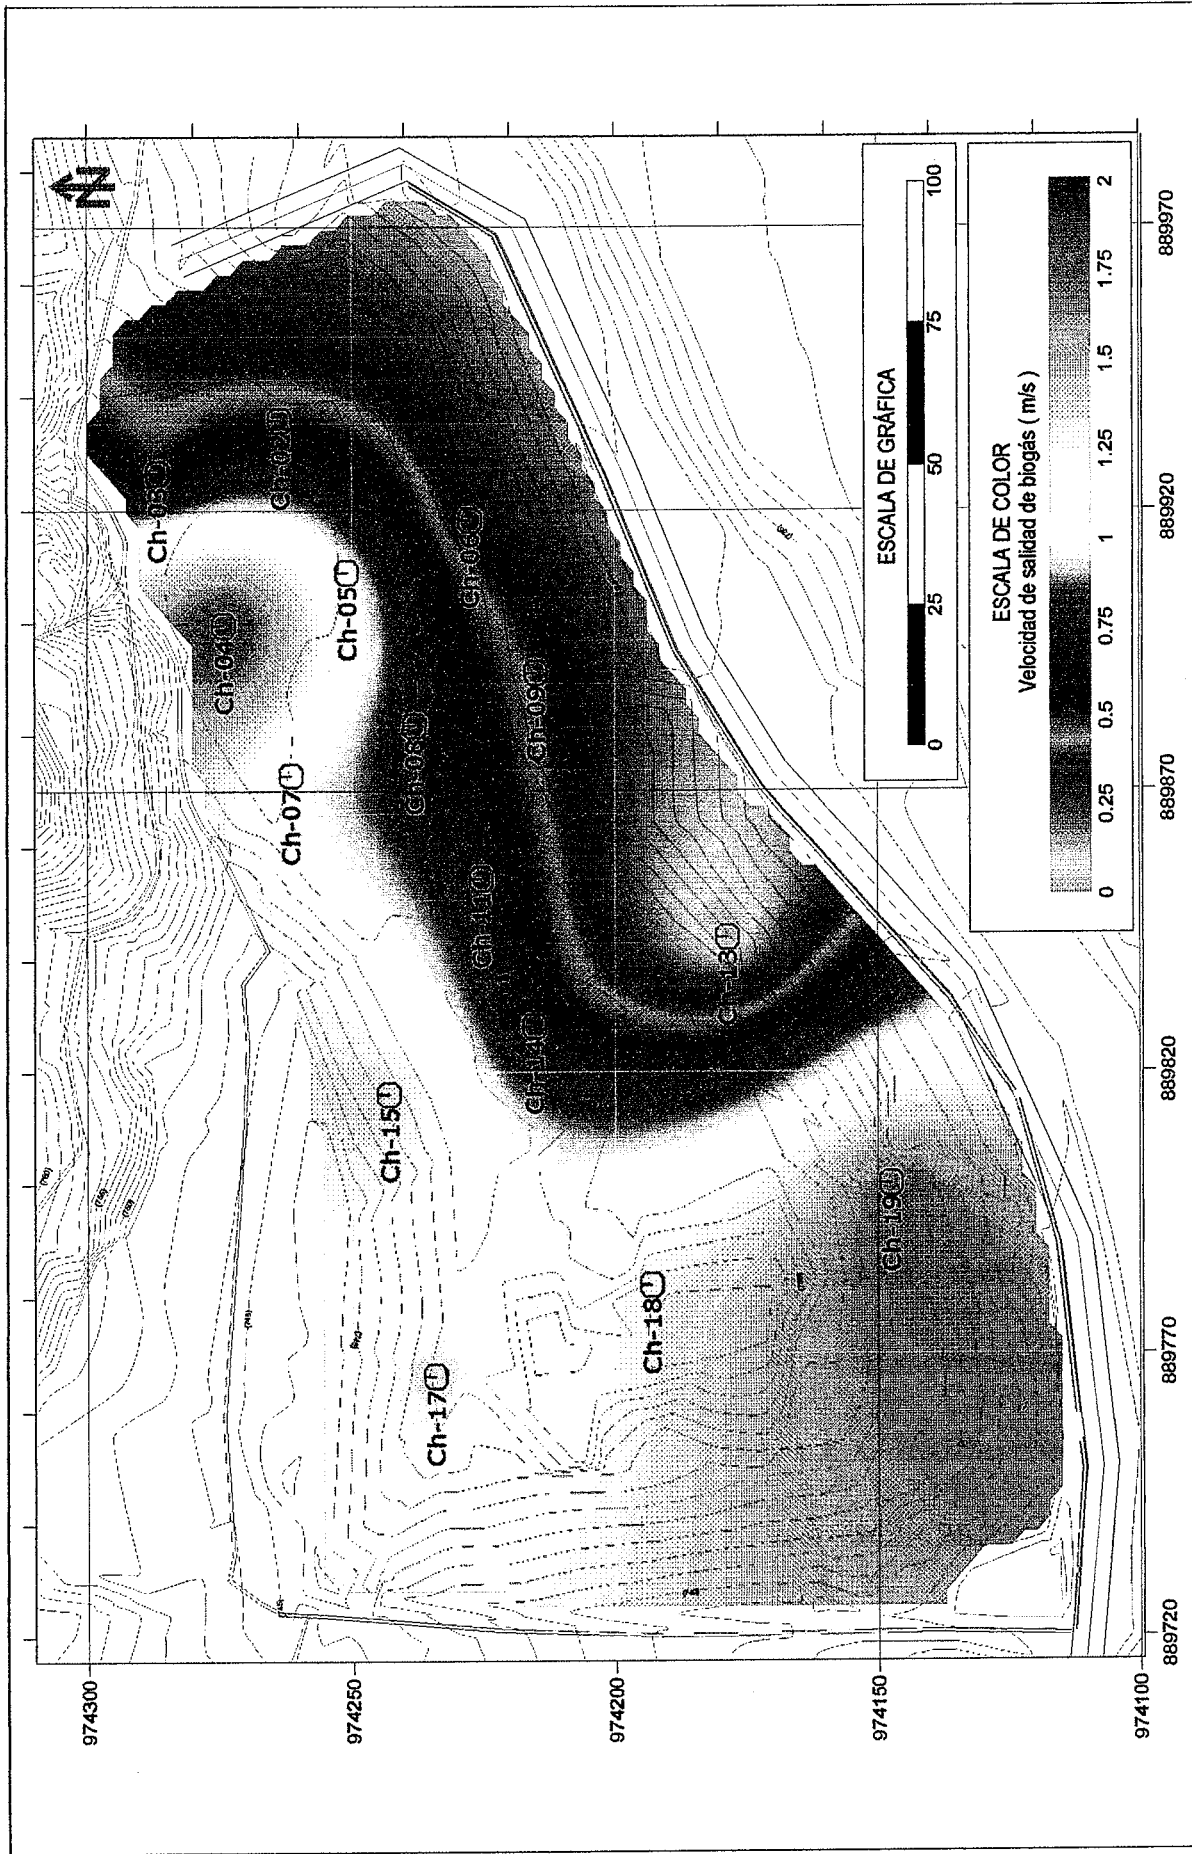 N
974300
974250
974200
974150
974100
889720
889770
889820
889870
889920
889970
Ch-03
Ch-02
Ch-04
Ch-05
Ch-06
Ch-07
Ch-08
Ch-09
Ch-13
Ch-14
Ch-15
Ch-17
Ch-18
Ch-19
ESCALA DE GRÁFICA
0 25 50 75 100
ESCALA DE COLOR
Velocidad de salidad de biogás ( m/s )
0 0.25 0.5 0.75 1 1.25 1.5 1.75 2